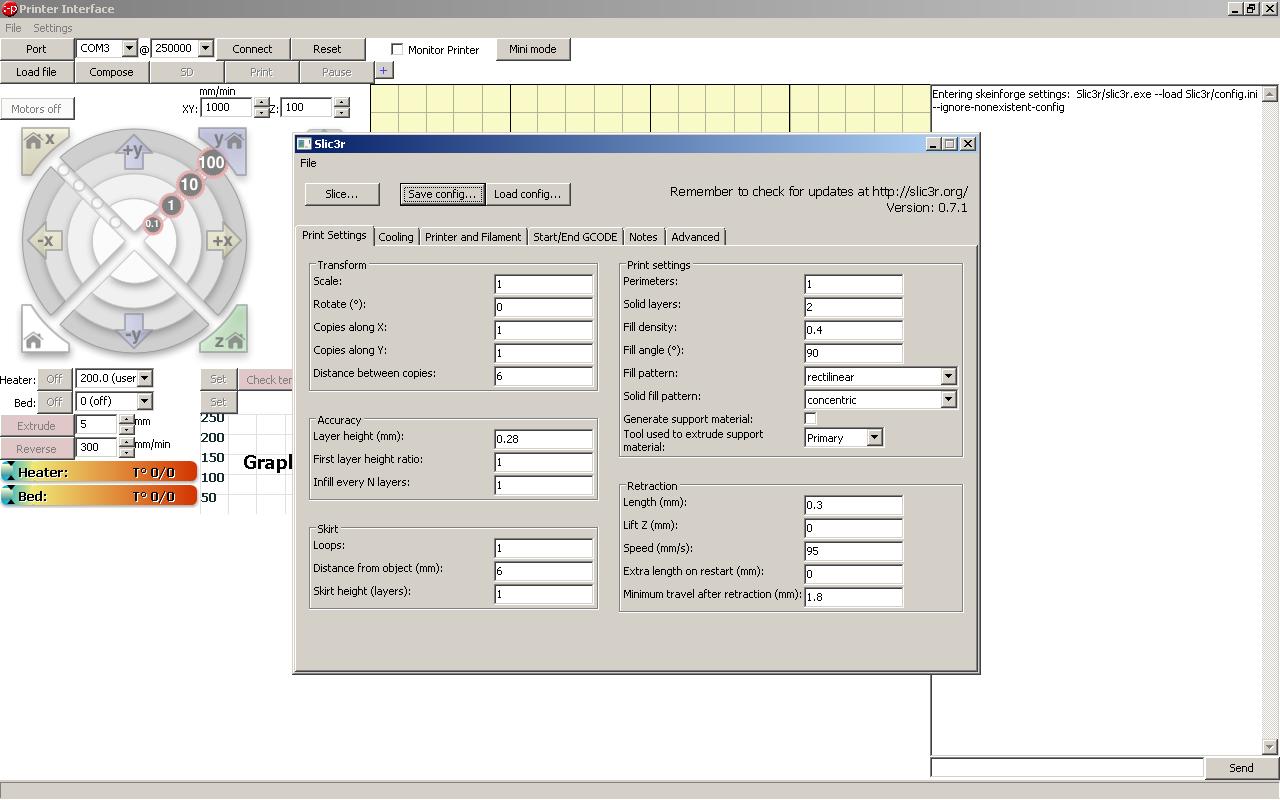 Printer Interface
File Settings
Port COM3 @ 250000 Connect Reset Monitor Printer Mini mode
Load file Compose SD Print Pause +
Motors off
mm/min
XY: 1000 Z: 100
x
y
+y
100
10
1
0.1
-x
+x
-y
z
Heater: Off 200.0 (user Set Check ter
Bed: Off 0 (off) Set
Extrude 5 mm
Reverse 300 mm/min
Heater: T° 0/0
Bed: T° 0/0
250
200
150
100
50
Grapl
Slic3r
File
Slice... Save config... Load config...
Remember to check for updates at http://slic3r.org/
Version: 0.7.1
Print Settings Cooling Printer and Filament Start/End GCODE Notes Advanced
Transform
Scale: 1
Rotate (°): 0
Copies along X: 1
Copies along Y: 1
Distance between copies: 6
Accuracy
Layer height (mm): 0.28
First layer height ratio: 1
Infill every N layers: 1
Skirt
Loops: 1
Distance from object (mm): 6
Skirt height (layers): 1
Print settings
Perimeters: 1
Solid layers: 2
Fill density: 0.4
Fill angle (°): 90
Fill pattern: rectilinear
Solid fill pattern: concentric
Generate support material:
Tool used to extrude support
material: Primary
Retraction
Length (mm): 0.3
Lift Z (mm): 0
Speed (mm/s): 95
Extra length on restart (mm): 0
Minimum travel after retraction (mm): 1.8
Entering skeinforge settings: Slic3r/slic3r.exe --load Slic3r/config.ini
--ignore-nonexistent-config
Send